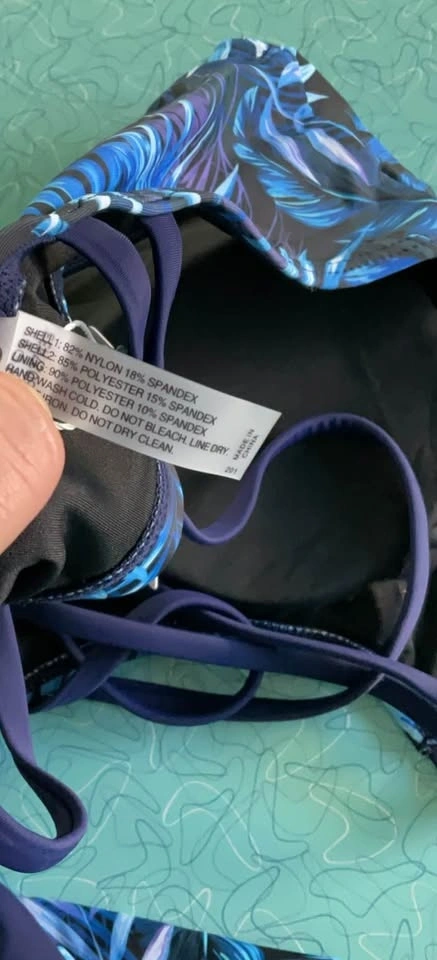 SHELL1: 82% NYLON 18% SPANDEX
SHELL2: 85% POLYESTER 15% SPANDEX
LINING: 90% POLYESTER 10% SPANDEX
HAND WASH COLD. DO NOT BLEACH. LINE DRY.
IRON. DO NOT DRY CLEAN.
MADE IN
CHINA
201